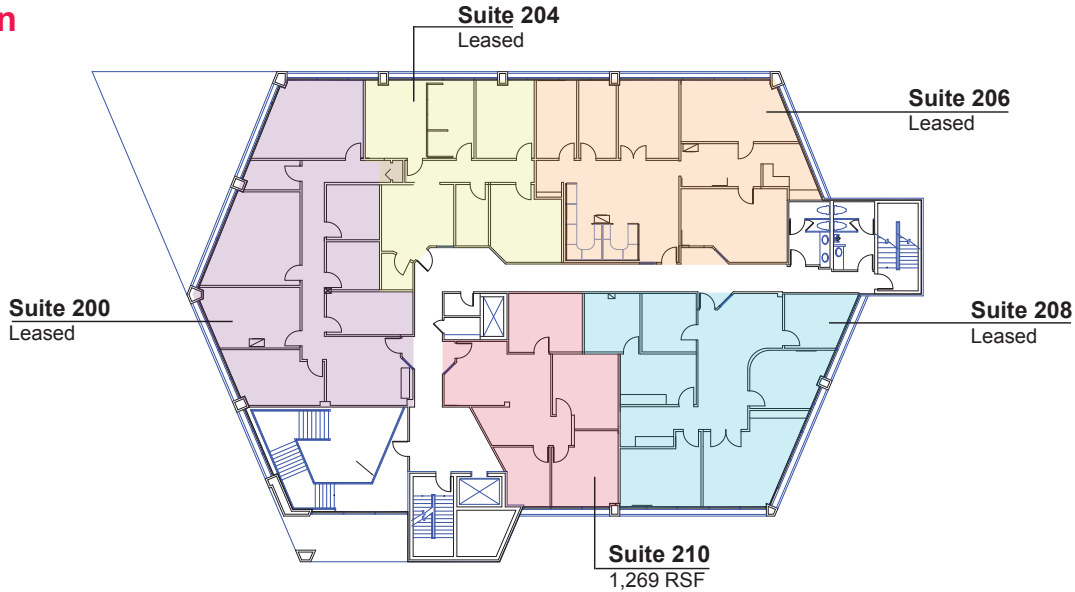 n
Suite 204
Leased
Suite 206
Leased
Suite 200
Leased
Suite 208
Leased
Suite 210
1,269 RSF